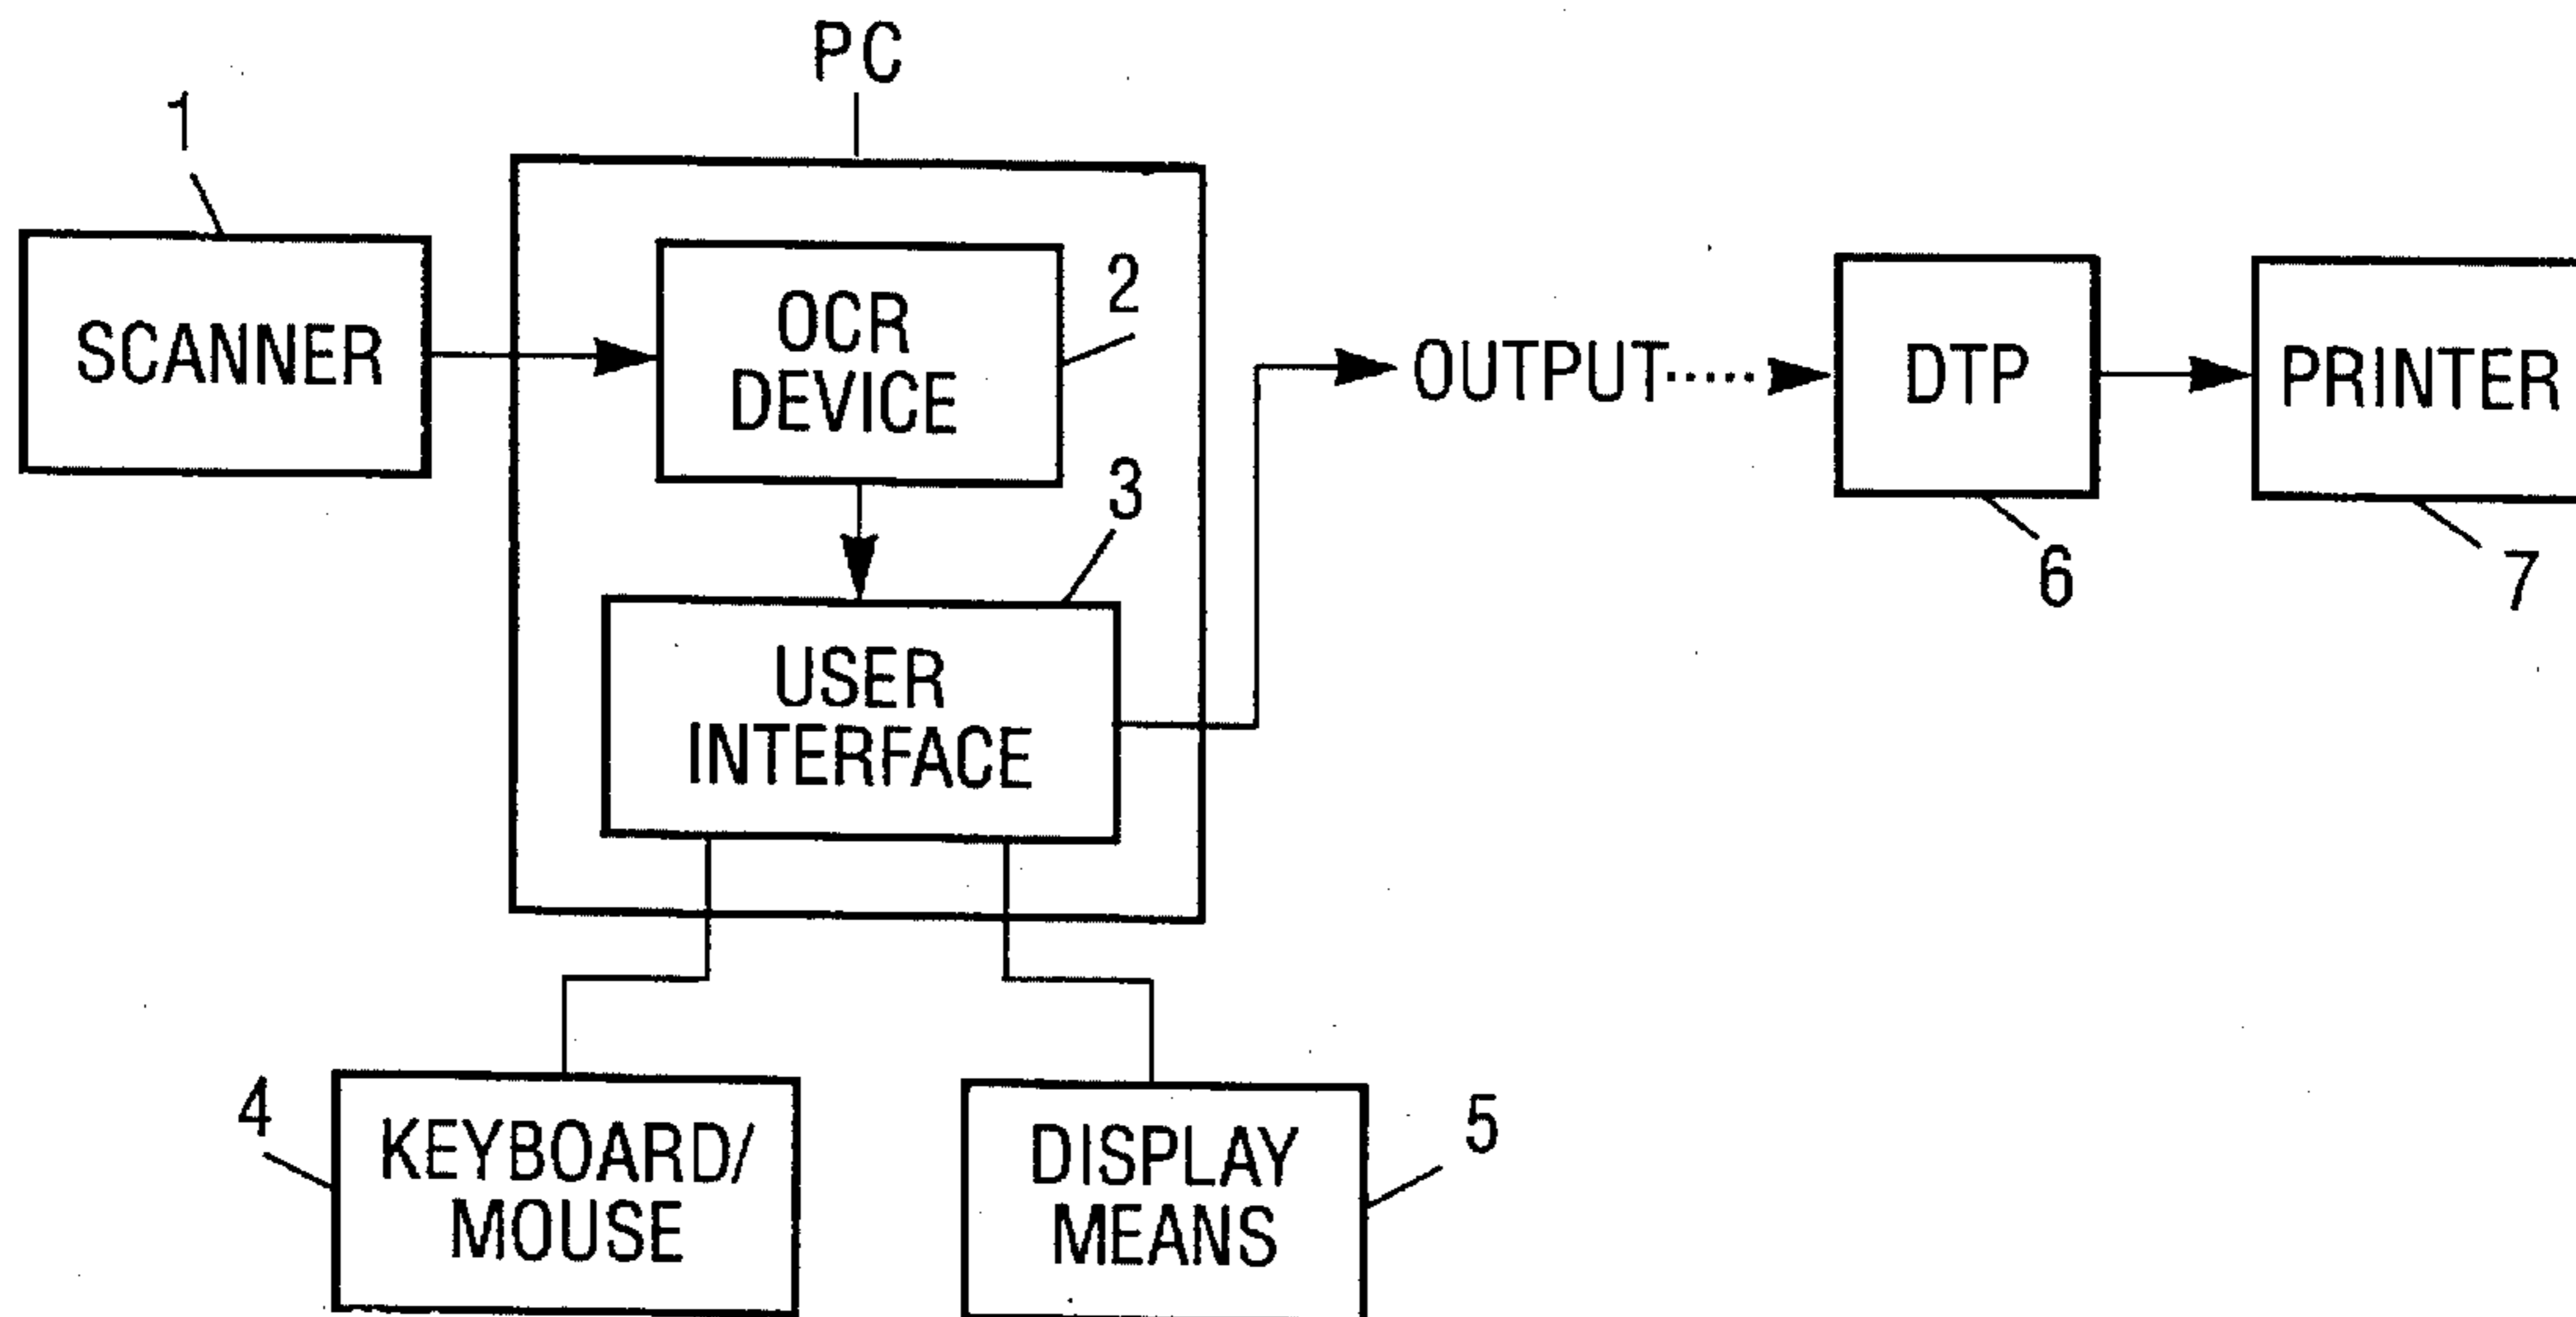 PC
1
SCANNER
OCR
DEVICE
2
3
USER
INTERFACE
OUTPUT
DTP
PRINTER
6
7
4
KEYBOARD/
MOUSE
DISPLAY
MEANS
5